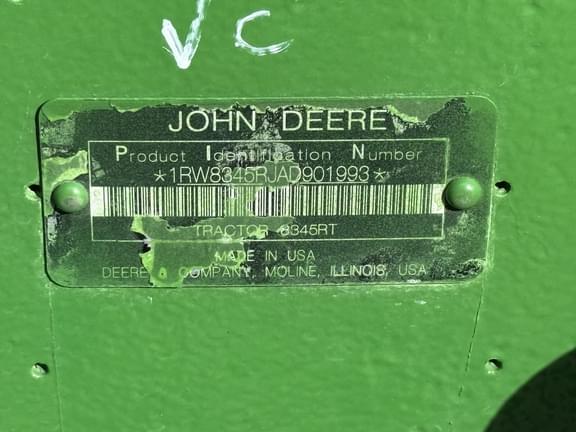 VC
JOHN DEERE
Product Identification Number
*1RW8345RJAD901993*
TRACTOR 8345RT
MADE IN USA
DEERE & COMPANY, MOLINE, ILLINOIS, USA